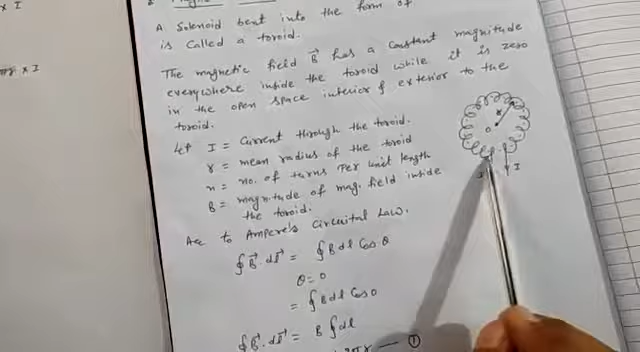 x I
x I
A Solenoid bent into the form of
is Called a toroid.
The magnetic field B⃗ has a Constant magnitude
everywhere inside the toroid while it is zero
in the open space interior & exterior to the
toroid.
Let I = Current through the toroid.
r = mean radius of the toroid
n = no. of turns Per unit length
B = magnitude of mag. field inside
the toroid.
r
O
I
Acc to Ampere's Circuital Law.
∮B⃗.dl⃗ = ∮B dl Cos θ
θ = 0
= ∮B dl Cos 0
∮B⃗.dl⃗ = B∮dl
2πr — ①